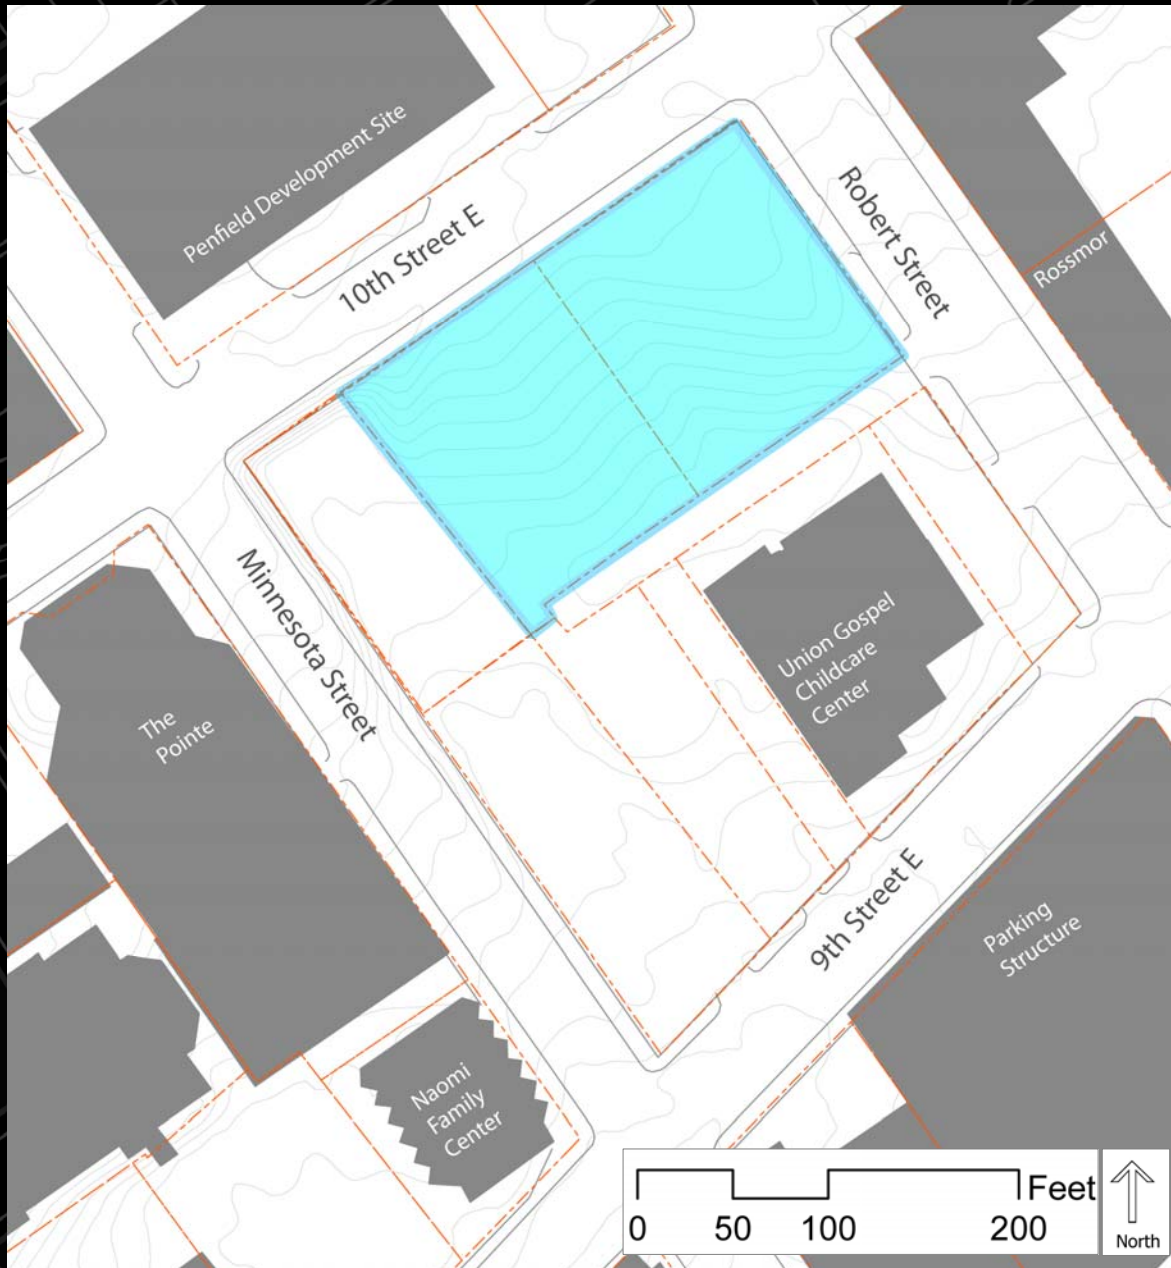 Penfield Development Site
10th Street E
Robert Street
Rossmor
Minnesota Street
The
Pointe
Union Gospel
Childcare
Center
9th Street E
Parking
Structure
Naomi
Family
Center
Feet
0 50 100 200
North